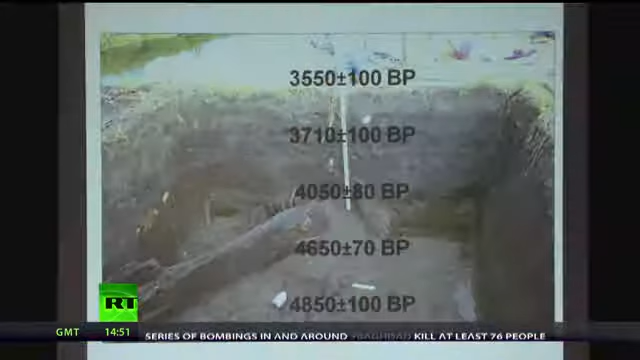 3550±100 BP
3710±100 BP
4050±80 BP
4650±70 BP
4850±100 BP
RT
GMT 14:51 SERIES OF BOMBINGS IN AND AROUND BAGHDAD KILL AT LEAST 76 PEOPLE